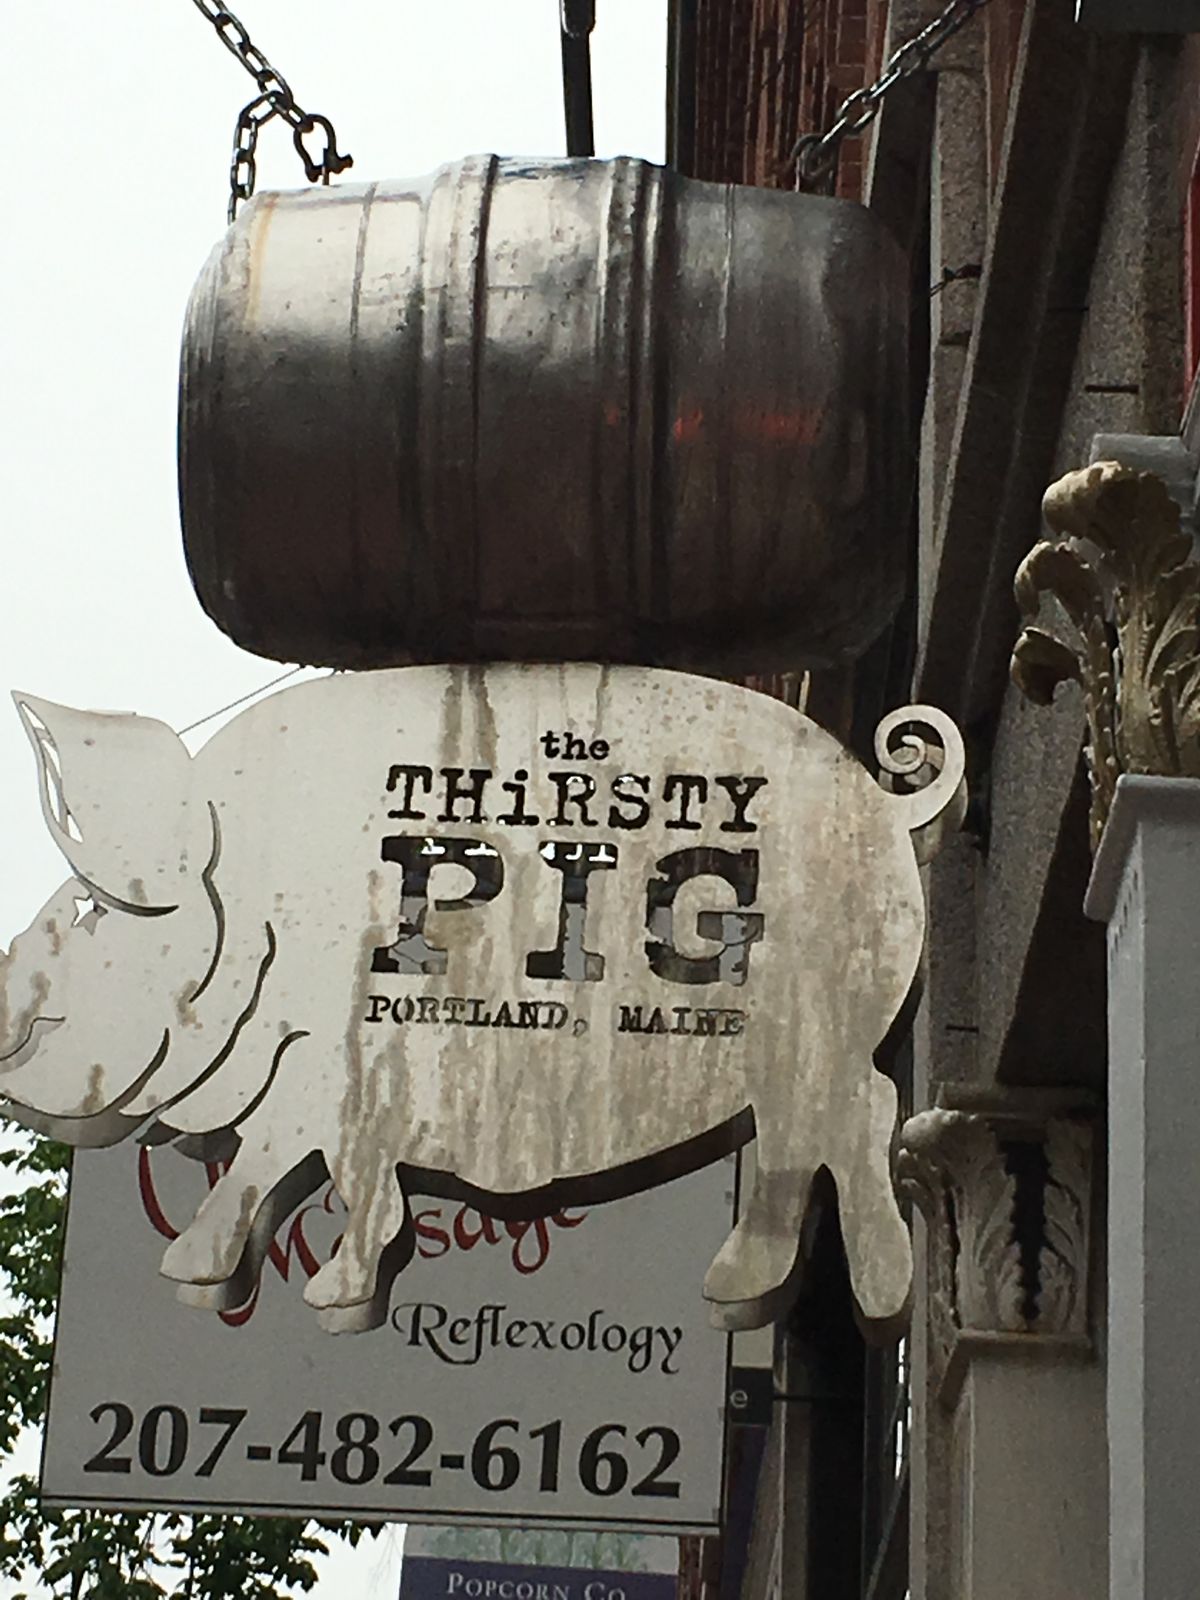 the
THiRSTY
PIG
PORTLAND, MAINE
Reflexology
207-482-6162
e
POPCORN CO